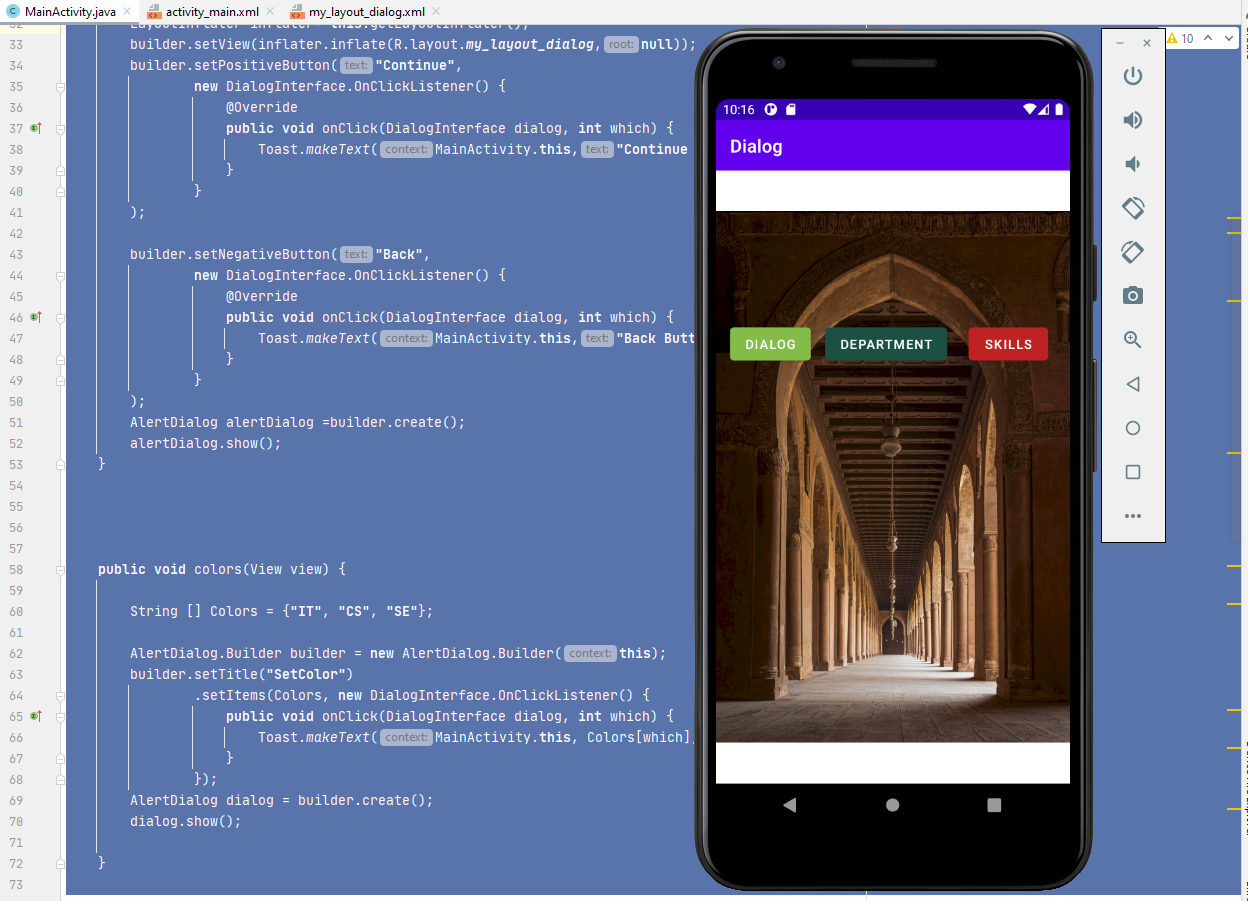 MainActivity.java
activity_main.xml
my_layout_dialog.xml
33 builder.setView(inflater.inflate(R.layout.my_layout_dialog, root: null));
34 builder.setPositiveButton( text: "Continue",
35 new DialogInterface.OnClickListener() {
36 @Override
37 public void onClick(DialogInterface dialog, int which) {
38 Toast.makeText( context: MainActivity.this, text: "Continue
39 }
40 }
41 );
42
43 builder.setNegativeButton( text: "Back",
44 new DialogInterface.OnClickListener() {
45 @Override
46 public void onClick(DialogInterface dialog, int which) {
47 Toast.makeText( context: MainActivity.this, text: "Back Butt
48 }
49 }
50 );
51 AlertDialog alertDialog =builder.create();
52 alertDialog.show();
53 }
54
55
56
57
58 public void colors(View view) {
59
60 String [] Colors = {"IT", "CS", "SE"};
61
62 AlertDialog.Builder builder = new AlertDialog.Builder( context: this);
63 builder.setTitle("SetColor")
64 .setItems(Colors, new DialogInterface.OnClickListener() {
65 public void onClick(DialogInterface dialog, int which) {
66 Toast.makeText( context: MainActivity.this, Colors[which],
67 }
68 });
69 AlertDialog dialog = builder.create();
70 dialog.show();
71
72 }
73
10:16
Dialog
DIALOG DEPARTMENT SKILLS
10